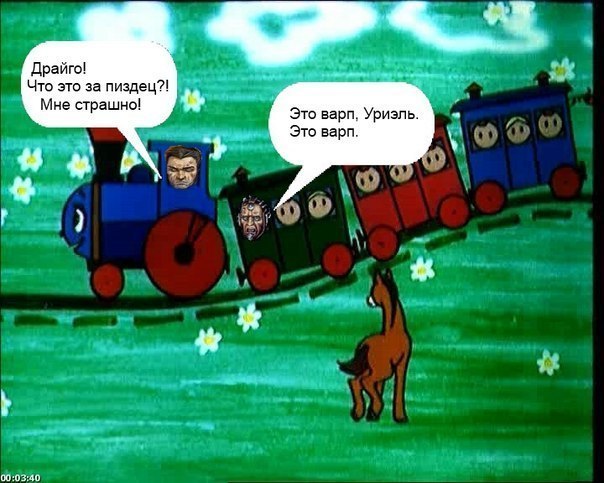 Драйго!
Что это за пиздец?!
Мне страшно!
Это варп, Уриэль.
Это варп.
00:03:40